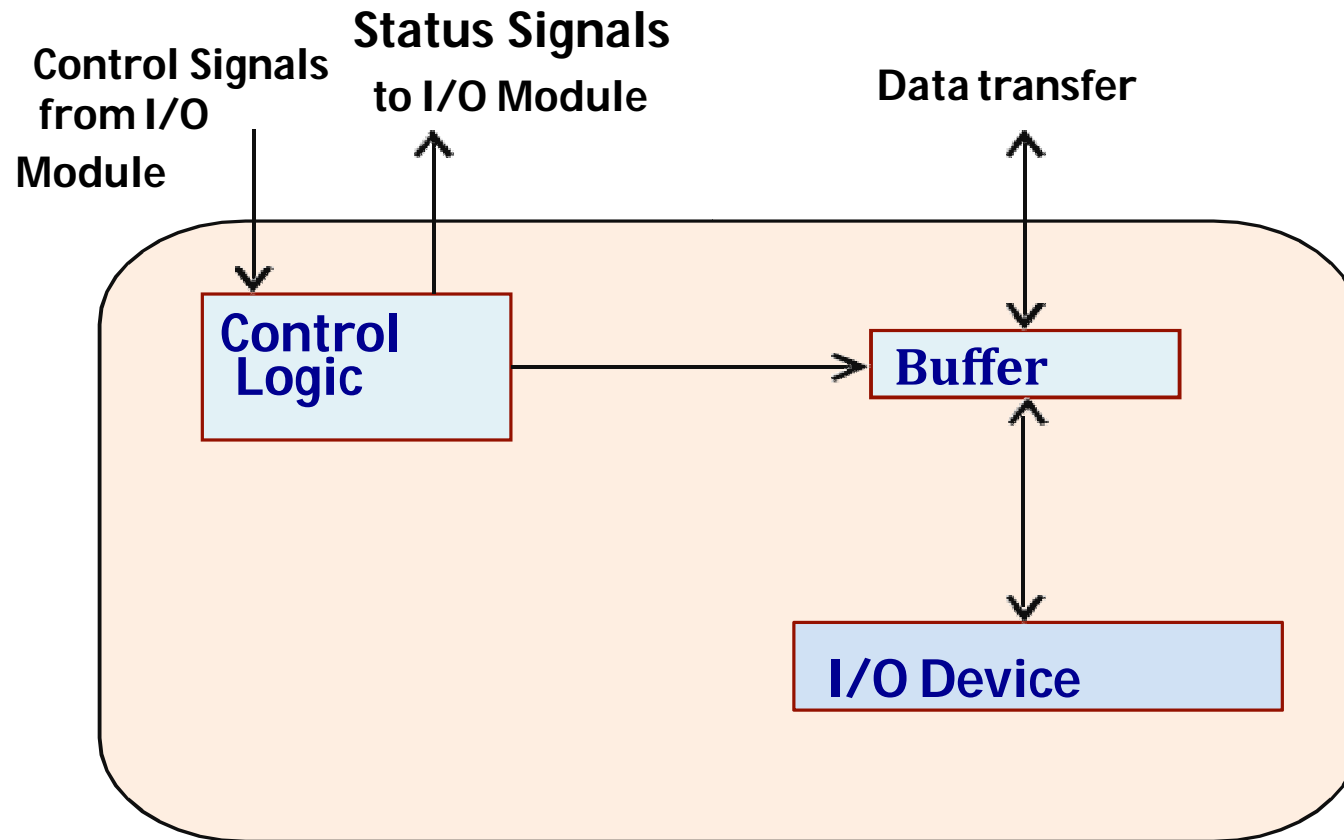 Control Signals
from I/O
Module
Status Signals
to I/O Module
Data transfer
Control
Logic
Buffer
I/O Device